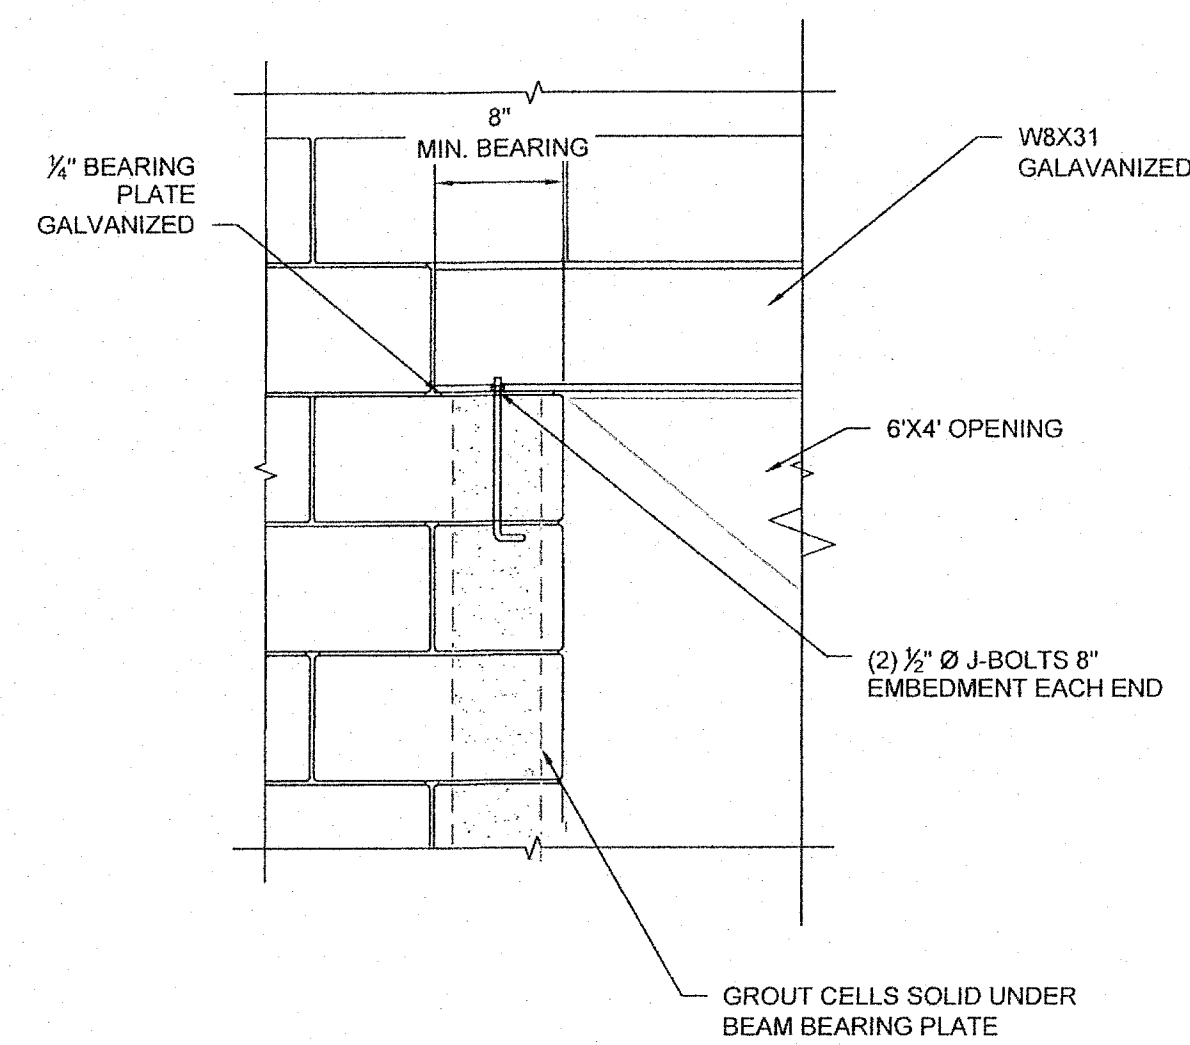 8"
MIN. BEARING
¼" BEARING
PLATE
GALVANIZED
W8X31
GALAVANIZED
6'X4' OPENING
(2) ½" Ø J-BOLTS 8"
EMBEDMENT EACH END
GROUT CELLS SOLID UNDER
BEAM BEARING PLATE